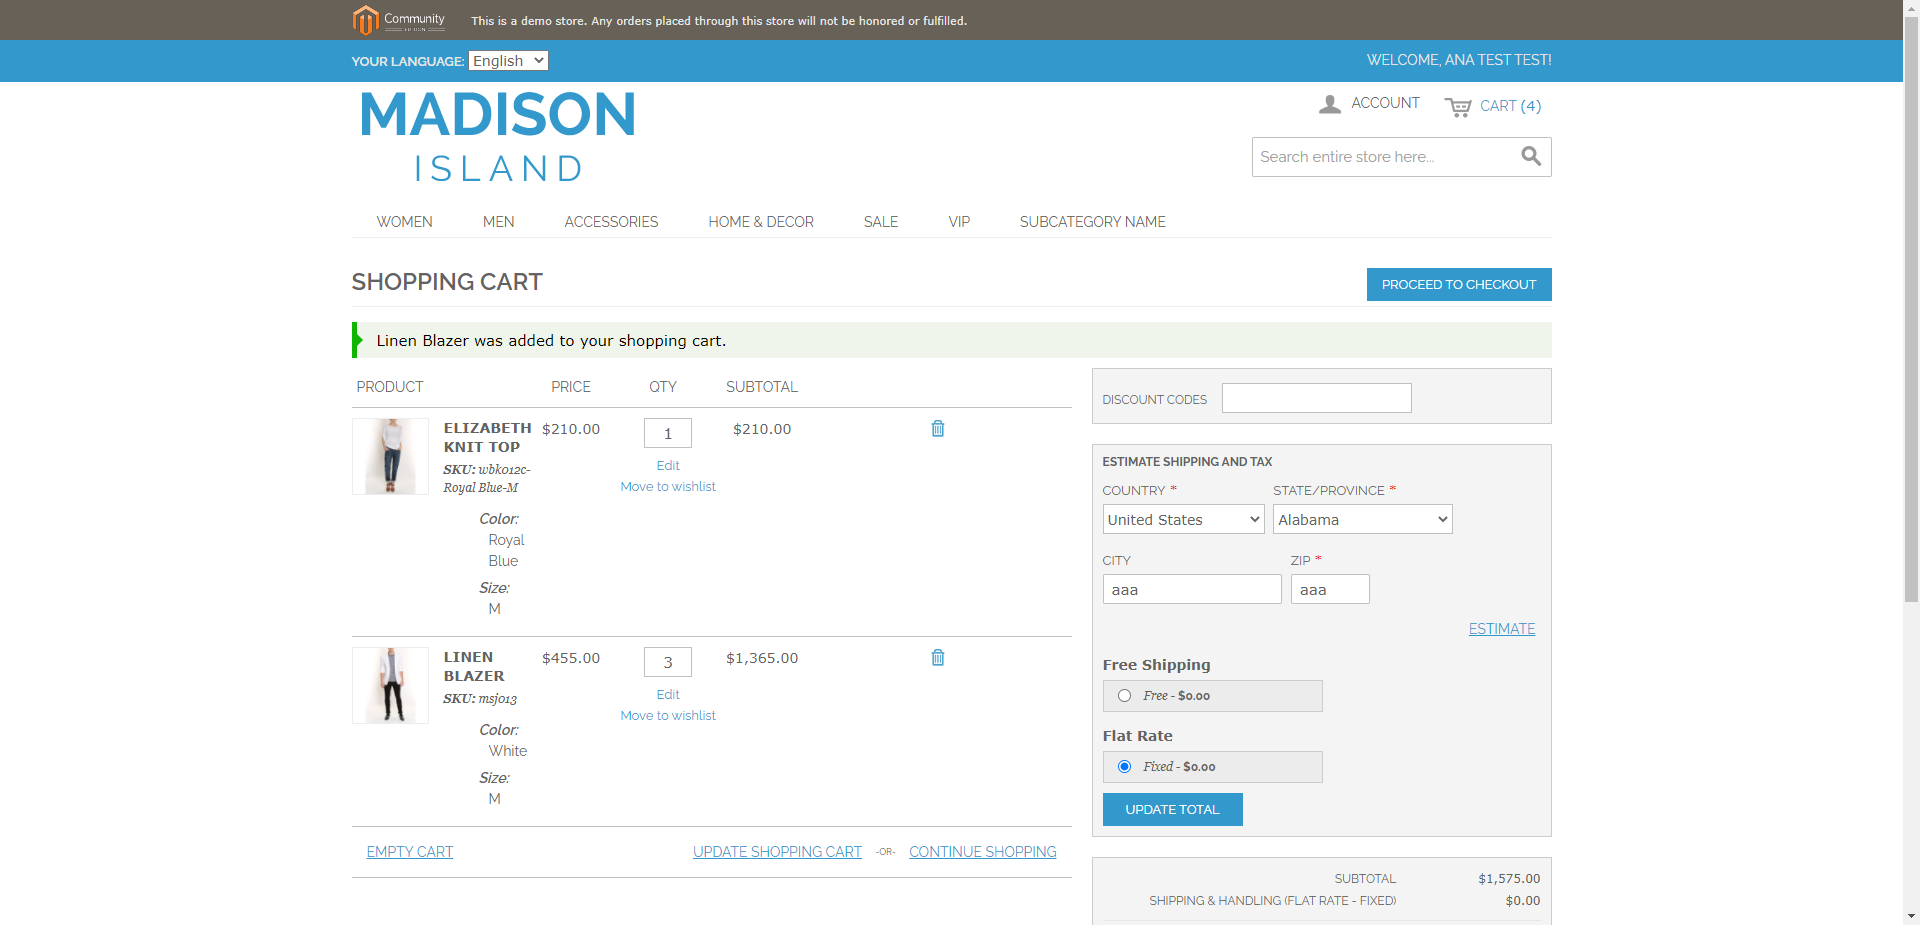 Community
EDITION
This is a demo store. Any orders placed through this store will not be honored or fulfilled.
YOUR LANGUAGE: English
WELCOME, ANA TEST TEST!
MADISON
ISLAND
ACCOUNT
CART (4)
Search entire store here...
WOMEN MEN ACCESSORIES HOME & DECOR SALE VIP SUBCATEGORY NAME
SHOPPING CART
PROCEED TO CHECKOUT
Linen Blazer was added to your shopping cart.
PRODUCT PRICE QTY SUBTOTAL
ELIZABETH $210.00 1 $210.00
KNIT TOP
SKU: wbk012c-
Royal Blue-M
Edit
Move to wishlist
Color:
Royal
Blue
Size:
M
LINEN $455.00 3 $1,365.00
BLAZER
SKU: msj013
Edit
Move to wishlist
Color:
White
Size:
M
EMPTY CART UPDATE SHOPPING CART -OR- CONTINUE SHOPPING
DISCOUNT CODES
ESTIMATE SHIPPING AND TAX
COUNTRY * STATE/PROVINCE *
United States Alabama
CITY ZIP *
aaa aaa
ESTIMATE
Free Shipping
Free - $0.00
Flat Rate
Fixed - $0.00
UPDATE TOTAL
SUBTOTAL $1,575.00
SHIPPING & HANDLING (FLAT RATE - FIXED) $0.00